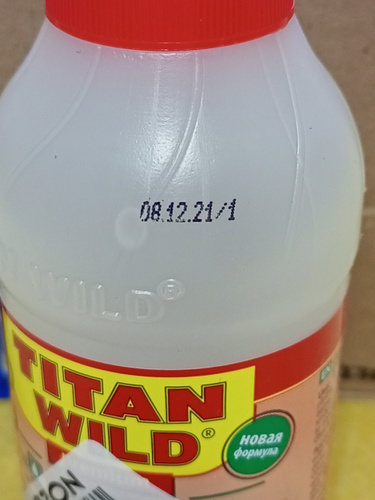 08.12.21/1
WILD®
TITAN
WILD®
новая
формула